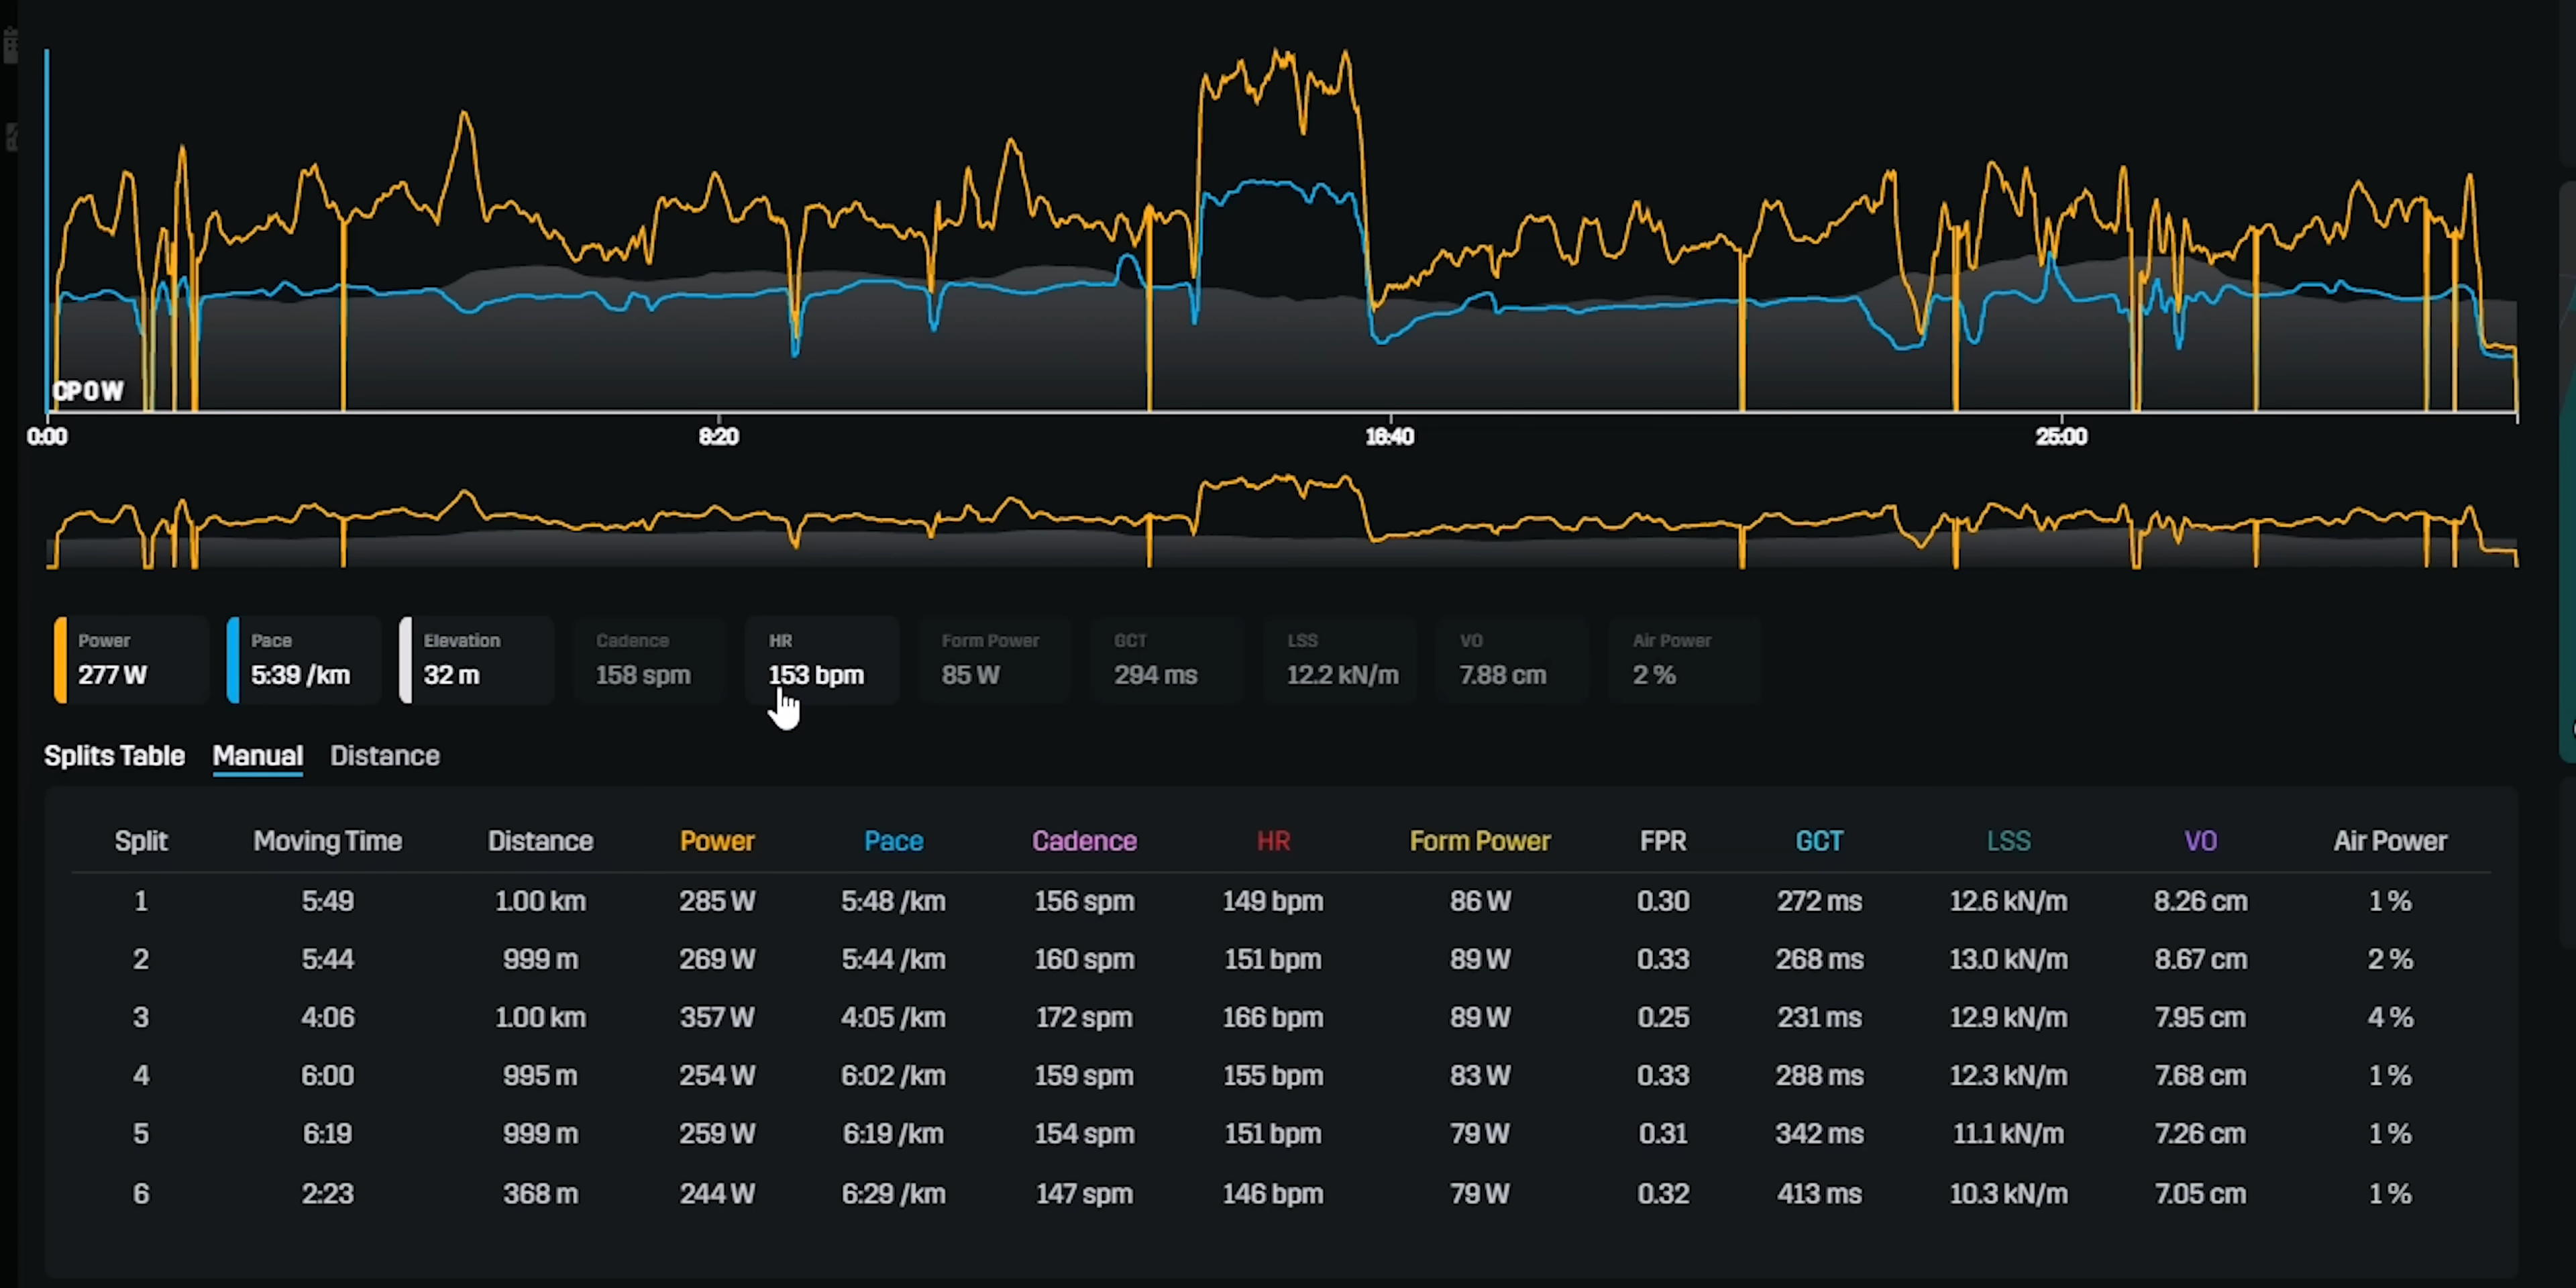 CP 0 W
0:00 8:20 16:40 25:00
Power Pace Elevation Cadence HR Form Power GCT LSS VO Air Power
277 W 5:39 /km 32 m 158 spm 153 bpm 85 W 294 ms 12.2 kN/m 7.88 cm 2 %
Splits Table Manual Distance
Split Moving Time Distance Power Pace Cadence HR Form Power FPR GCT LSS VO Air Power
1 5:49 1.00 km 285 W 5:48 /km 156 spm 149 bpm 86 W 0.30 272 ms 12.6 kN/m 8.26 cm 1 %
2 5:44 999 m 269 W 5:44 /km 160 spm 151 bpm 89 W 0.33 268 ms 13.0 kN/m 8.67 cm 2 %
3 4:06 1.00 km 357 W 4:05 /km 172 spm 166 bpm 89 W 0.25 231 ms 12.9 kN/m 7.95 cm 4 %
4 6:00 995 m 254 W 6:02 /km 159 spm 155 bpm 83 W 0.33 288 ms 12.3 kN/m 7.68 cm 1 %
5 6:19 999 m 259 W 6:19 /km 154 spm 151 bpm 79 W 0.31 342 ms 11.1 kN/m 7.26 cm 1 %
6 2:23 368 m 244 W 6:29 /km 147 spm 146 bpm 79 W 0.32 413 ms 10.3 kN/m 7.05 cm 1 %